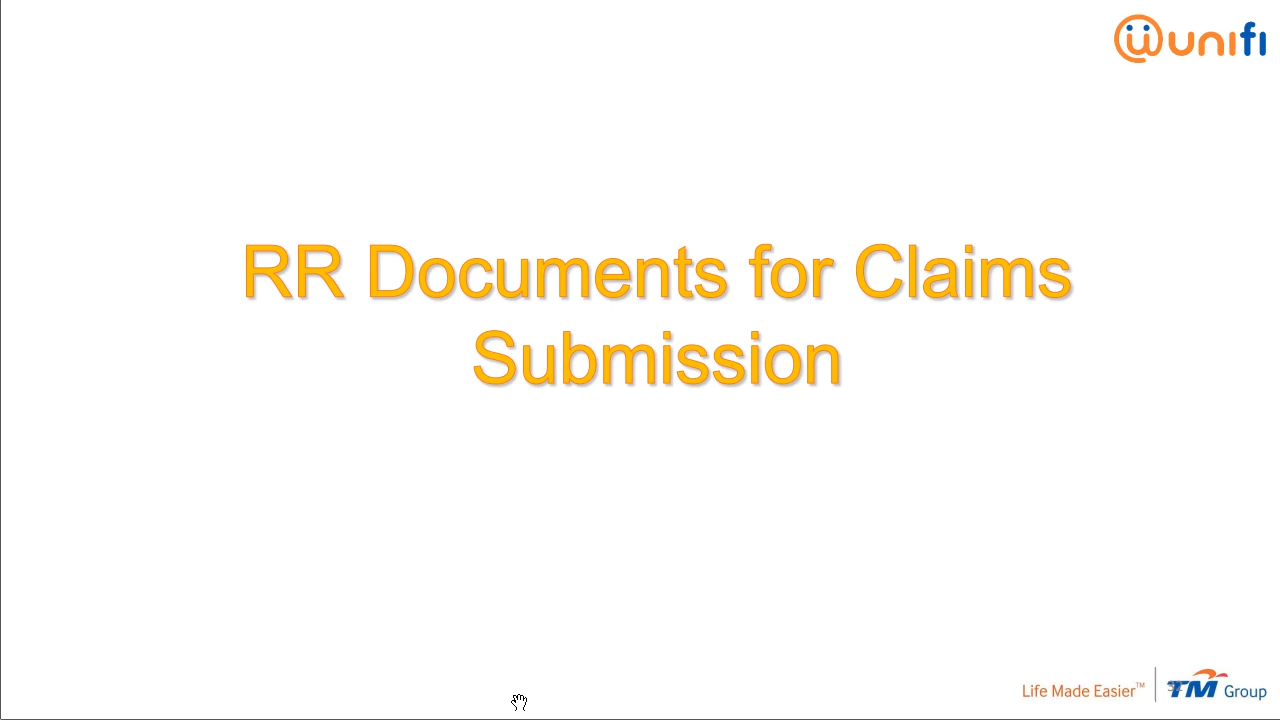 unifi
RR Documents for Claims
Submission
Life Made Easier™
TM Group